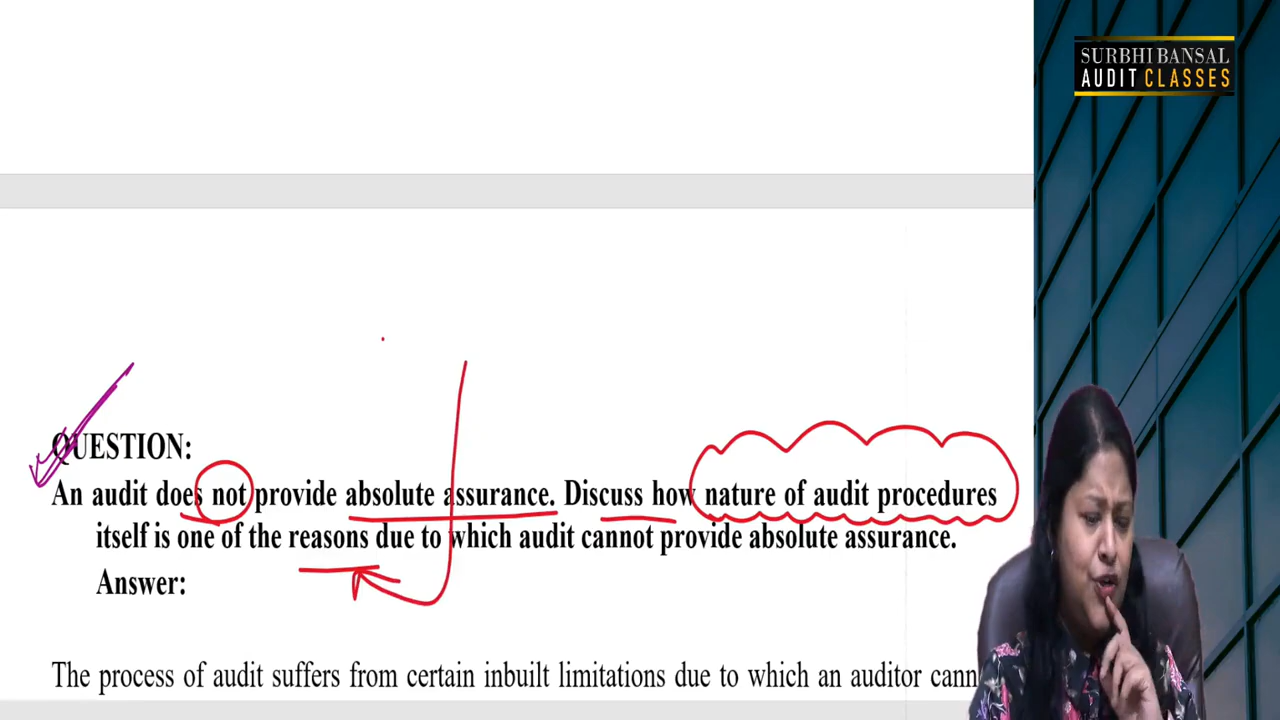 SURBHI BANSAL
AUDIT CLASSES
QUESTION:
An audit does not provide absolute assurance. Discuss how nature of audit procedures
itself is one of the reasons due to which audit cannot provide absolute assurance.
Answer:
The process of audit suffers from certain inbuilt limitations due to which an auditor cann